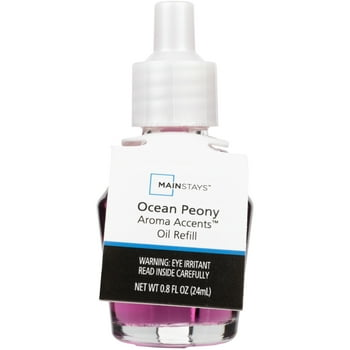 MAINSTAYS™
Ocean Peony
Aroma Accents™
Oil Refill
WARNING: EYE IRRITANT
READ INSIDE CAREFULLY
NET WT 0.8 FL OZ (24mL)